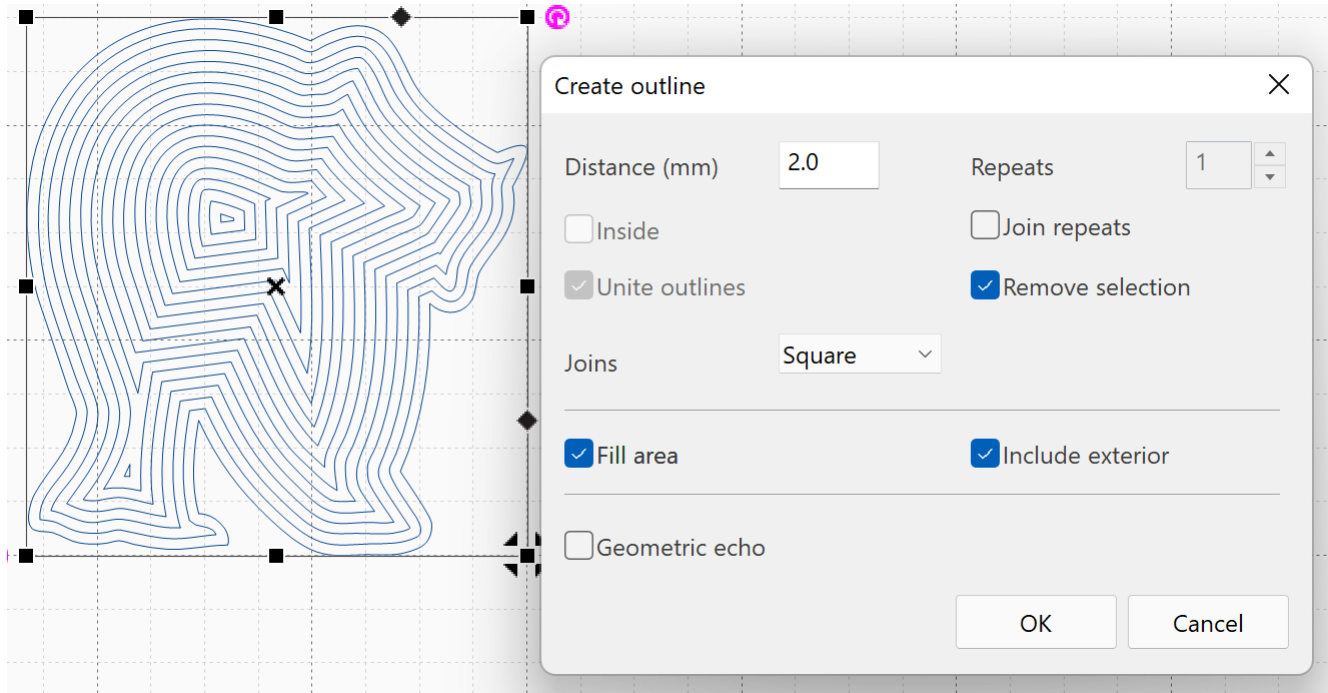 Create outline
Distance (mm) 2.0 Repeats 1
Inside Join repeats
Unite outlines Remove selection
Joins Square
Fill area Include exterior
Geometric echo
OK Cancel